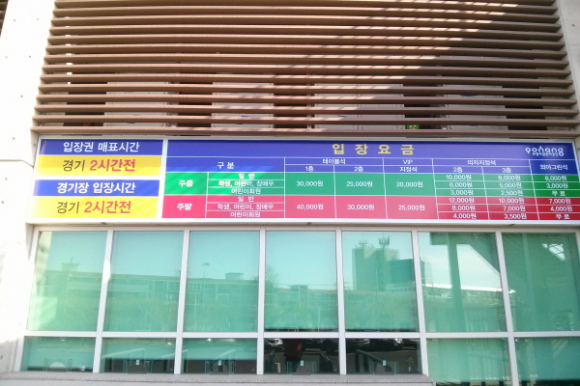 입장권 매표시간
경기 2시간전
경기장 입장시간
경기 2시간전
입 장 요 금
goyang
구 분 테이블석 VIP 지정석 피치지정석 외야그린석
1층 2층 2층 3층
주중 일 반 30,000원 25,000원 20,000원 10,000원 8,000원 6,000원
학생, 어린이, 장애우 6,000원 5,000원 3,000원
어린이회원 3,000원 2,500원 무 료
주말 일 반 40,000원 30,000원 25,000원 12,000원 10,000원 7,000원
학생, 어린이, 장애우 8,000원 7,000원 4,000원
어린이회원 4,000원 3,500원 무 료